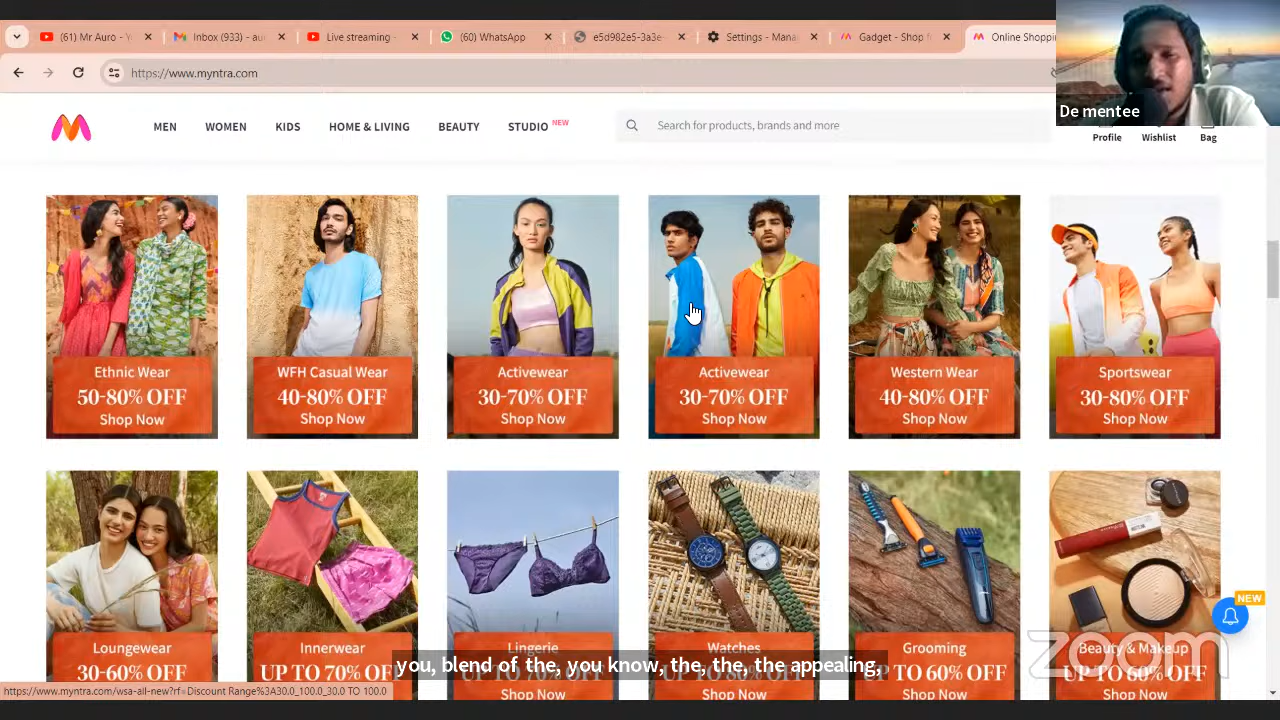 (61) Mr Auro - Y
Inbox (933) - au
Live streaming -
(60) WhatsApp
e5d982e5-3a3e-
Settings - Mana
Gadget - Shop f
Online Shoppi
https://www.myntra.com
De mentee
MEN WOMEN KIDS HOME & LIVING BEAUTY STUDIO NEW
Search for products, brands and more
Profile Wishlist Bag
Ethnic Wear
50-80% OFF
Shop Now
WFH Casual Wear
40-80% OFF
Shop Now
Activewear
30-70% OFF
Shop Now
Activewear
30-70% OFF
Shop Now
Western Wear
40-80% OFF
Shop Now
Sportswear
30-80% OFF
Shop Now
Loungewear
30-60% OFF
Innerwear
UP TO 70% OFF
Lingerie
UP TO 70% OFF
Shop Now
Watches
UP TO 80% OFF
Shop Now
Grooming
UP TO 60% OFF
Shop Now
Beauty & Makeup
UP TO 60% OFF
Shop Now
NEW
zoom
you, blend of the, you know, the, the, the appealing,
https://www.myntra.com/wsa-all-new?rf=Discount Range%3A30.0_100.0_30.0 TO 100.0